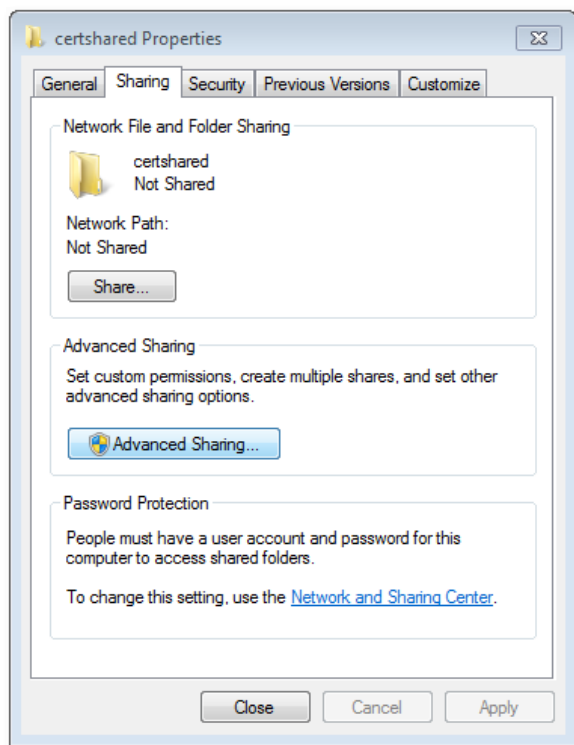 certshared Properties
General Sharing Security Previous Versions Customize
Network File and Folder Sharing
certshared
Not Shared
Network Path:
Not Shared
Share...
Advanced Sharing
Set custom permissions, create multiple shares, and set other
advanced sharing options.
Advanced Sharing...
Password Protection
People must have a user account and password for this
computer to access shared folders.
To change this setting, use the Network and Sharing Center.
Close Cancel Apply